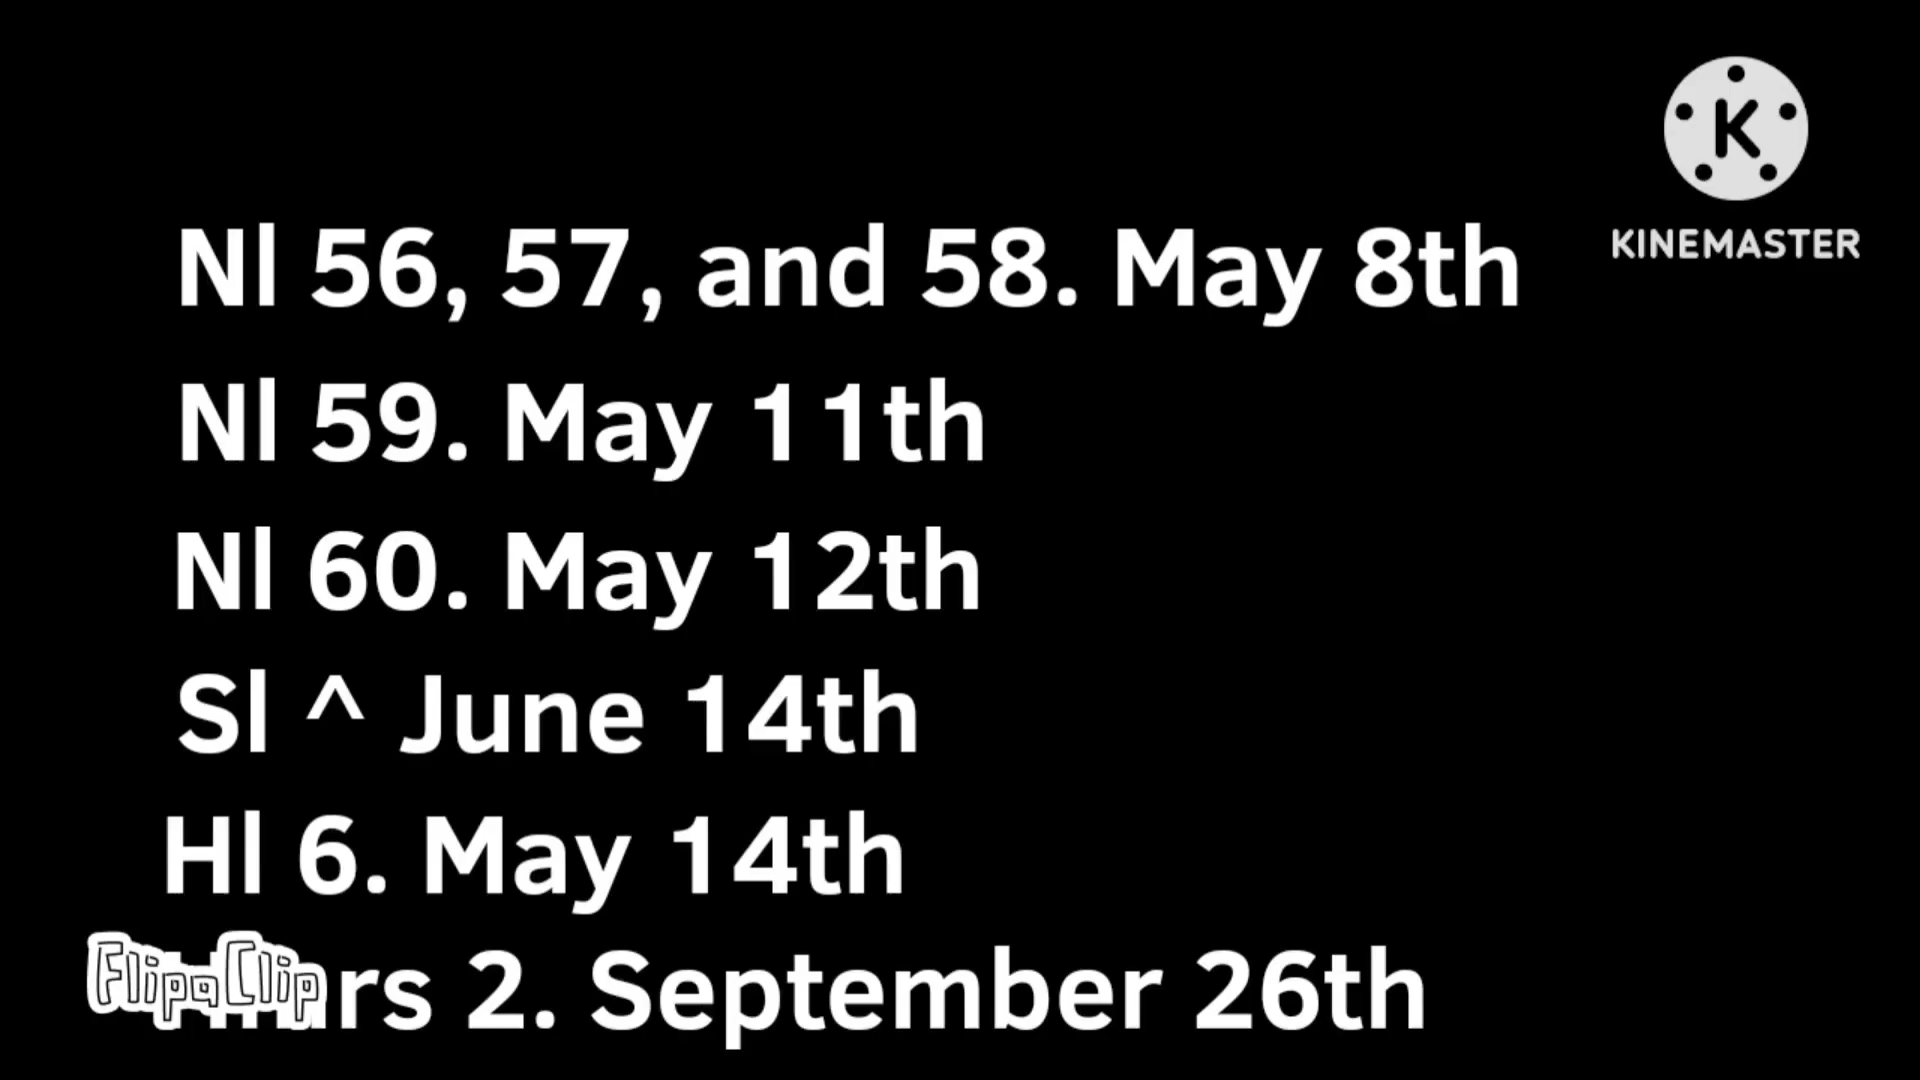 KINEMASTER
Nl 56, 57, and 58. May 8th
Nl 59. May 11th
Nl 60. May 12th
Sl ^ June 14th
Hl 6. May 14th
FlipaClip 2. September 26th